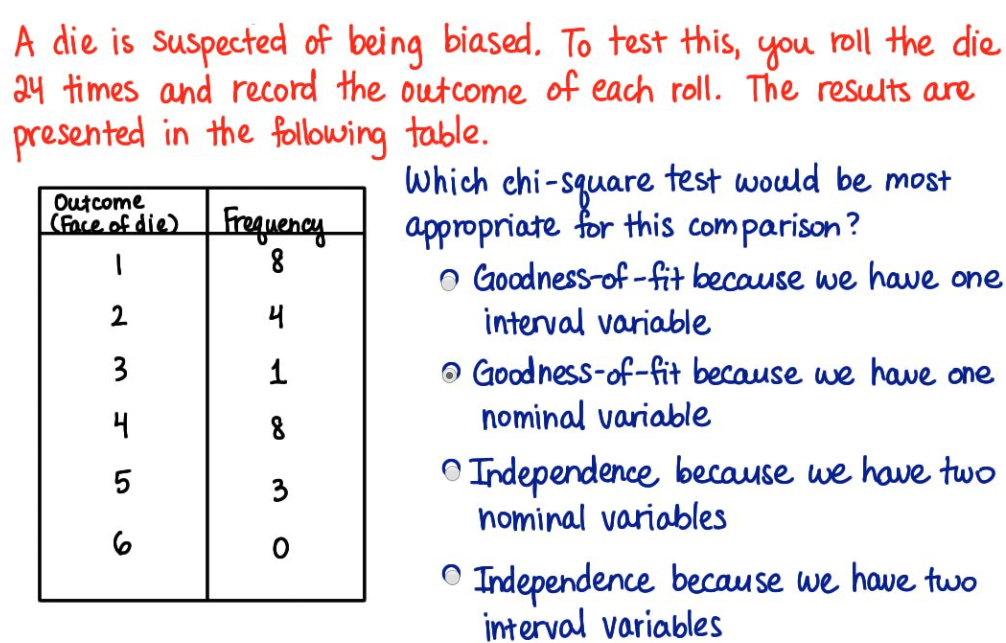 A die is suspected of being biased. To test this, you roll the die
24 times and record the outcome of each roll. The results are
presented in the following table.
Outcome
(Face of die) Frequency
1 8
2 4
3 1
4 8
5 3
6 0
Which chi-square test would be most
appropriate for this comparison?
Goodness-of-fit because we have one
interval variable
Goodness-of-fit because we have one
nominal variable
Independence because we have two
nominal variables
Independence because we have two
interval variables